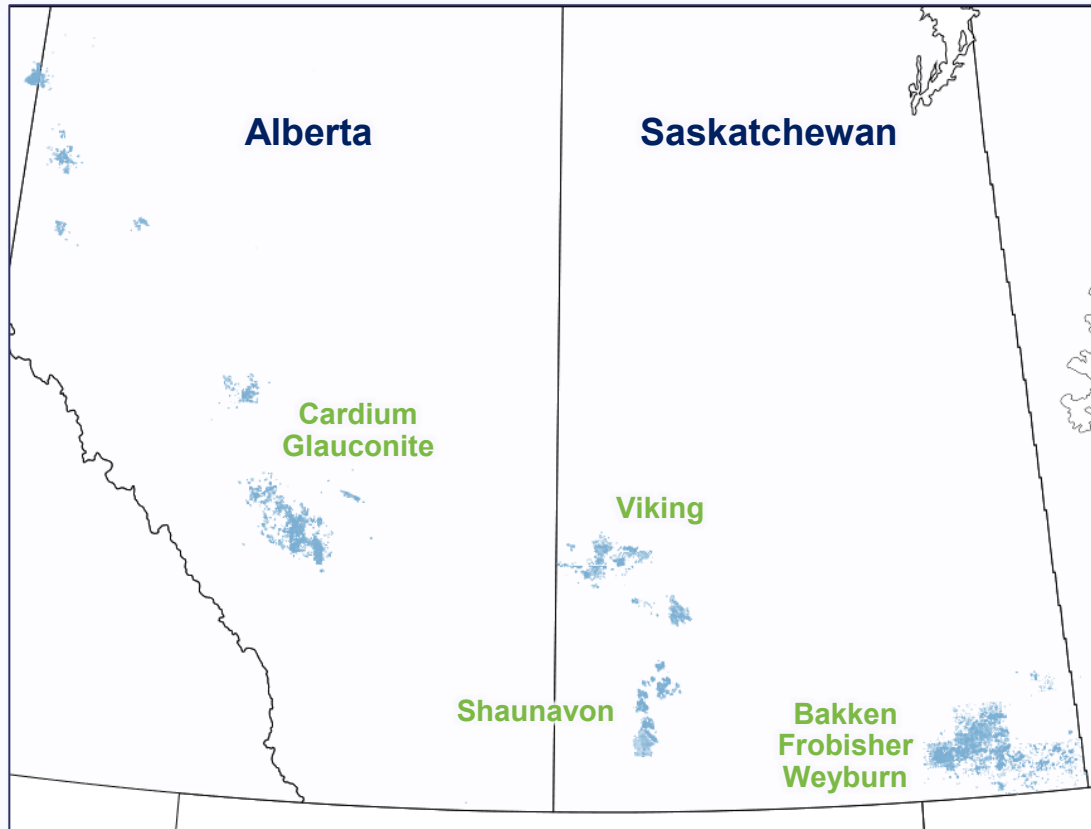 Alberta
Saskatchewan
Cardium
Glauconite
Viking
Shaunavon
Bakken
Frobisher
Weyburn